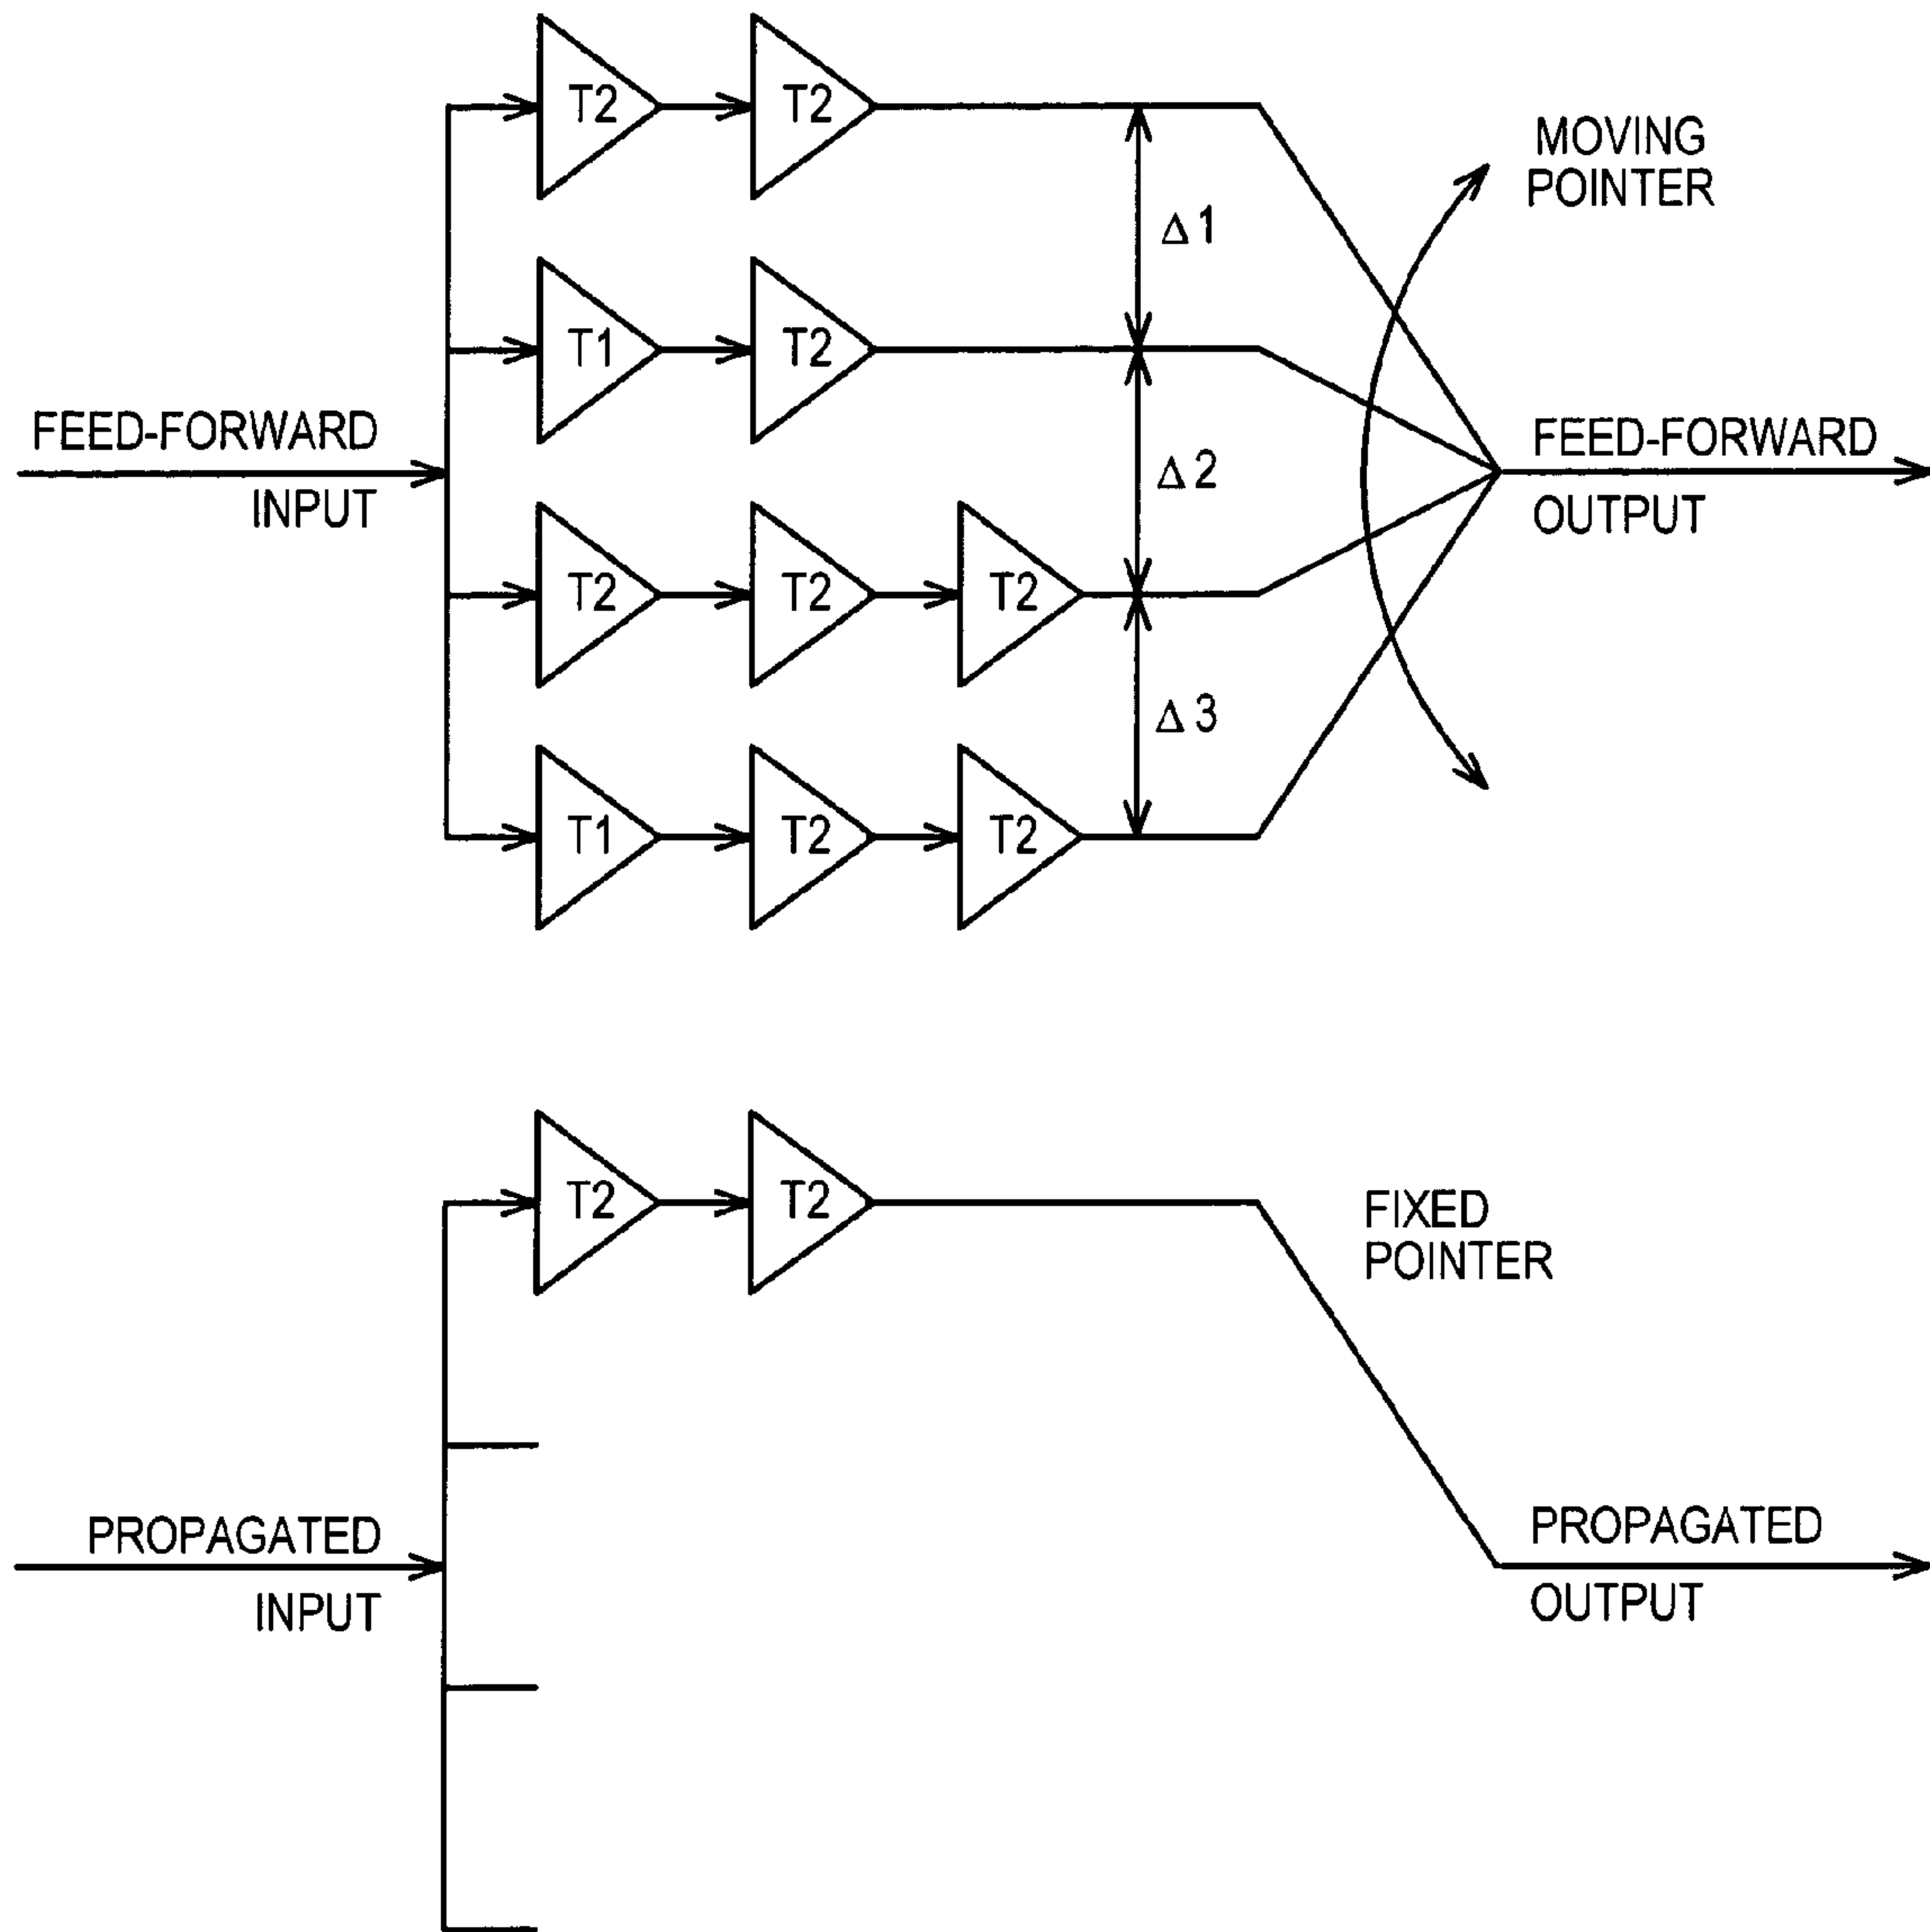 T2 T2
MOVING
POINTER
Δ1
T1 T2
FEED-FORWARD
INPUT
Δ2
FEED-FORWARD
OUTPUT
T2 T2 T2
Δ3
T1 T2 T2
T2 T2
FIXED
POINTER
PROPAGATED
INPUT
PROPAGATED
OUTPUT